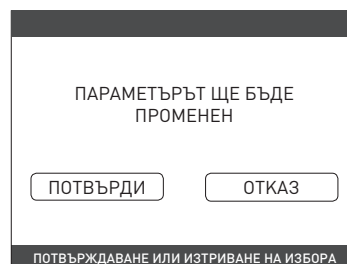 ПАРАМЕТЪРЪТ ЩЕ БЪДЕ
ПРОМЕНЕН
ПОТВЪРДИ
ОТКАЗ
ПОТВЪРЖДАВАНЕ ИЛИ ИЗТРИВАНЕ НА ИЗБОРА